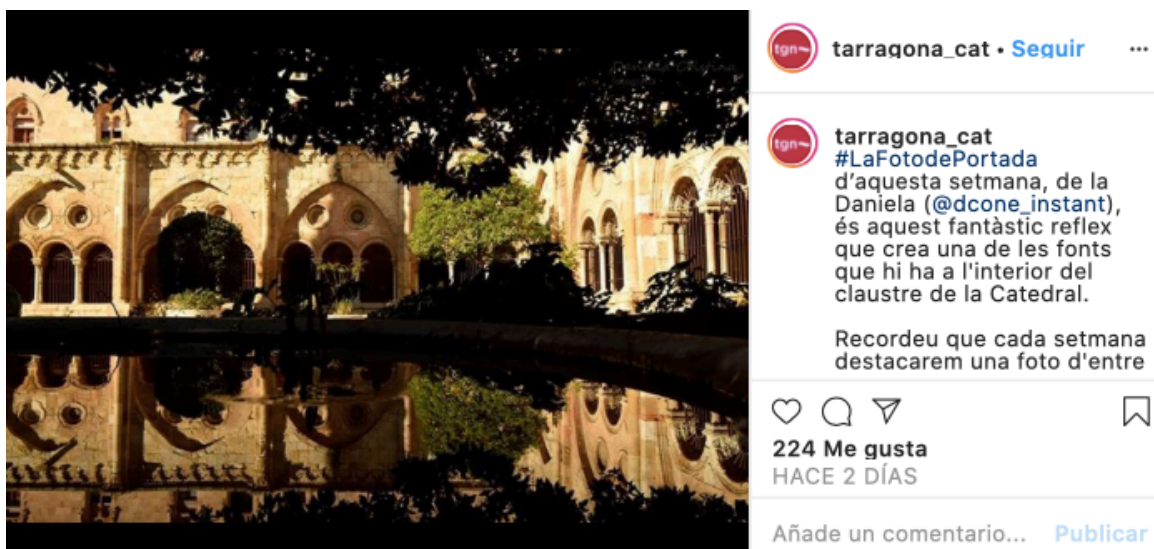 tgn~ tarragona_cat • Seguir ...
tgn~ tarragona_cat
#LaFotodePortada
d’aquesta setmana, de la
Daniela (@dcone_instant),
és aquest fantàstic reflex
que crea una de les fonts
que hi ha a l'interior del
claustre de la Catedral.
Recordeu que cada setmana
destacarem una foto d'entre
224 Me gusta
HACE 2 DÍAS
Añade un comentario... Publicar